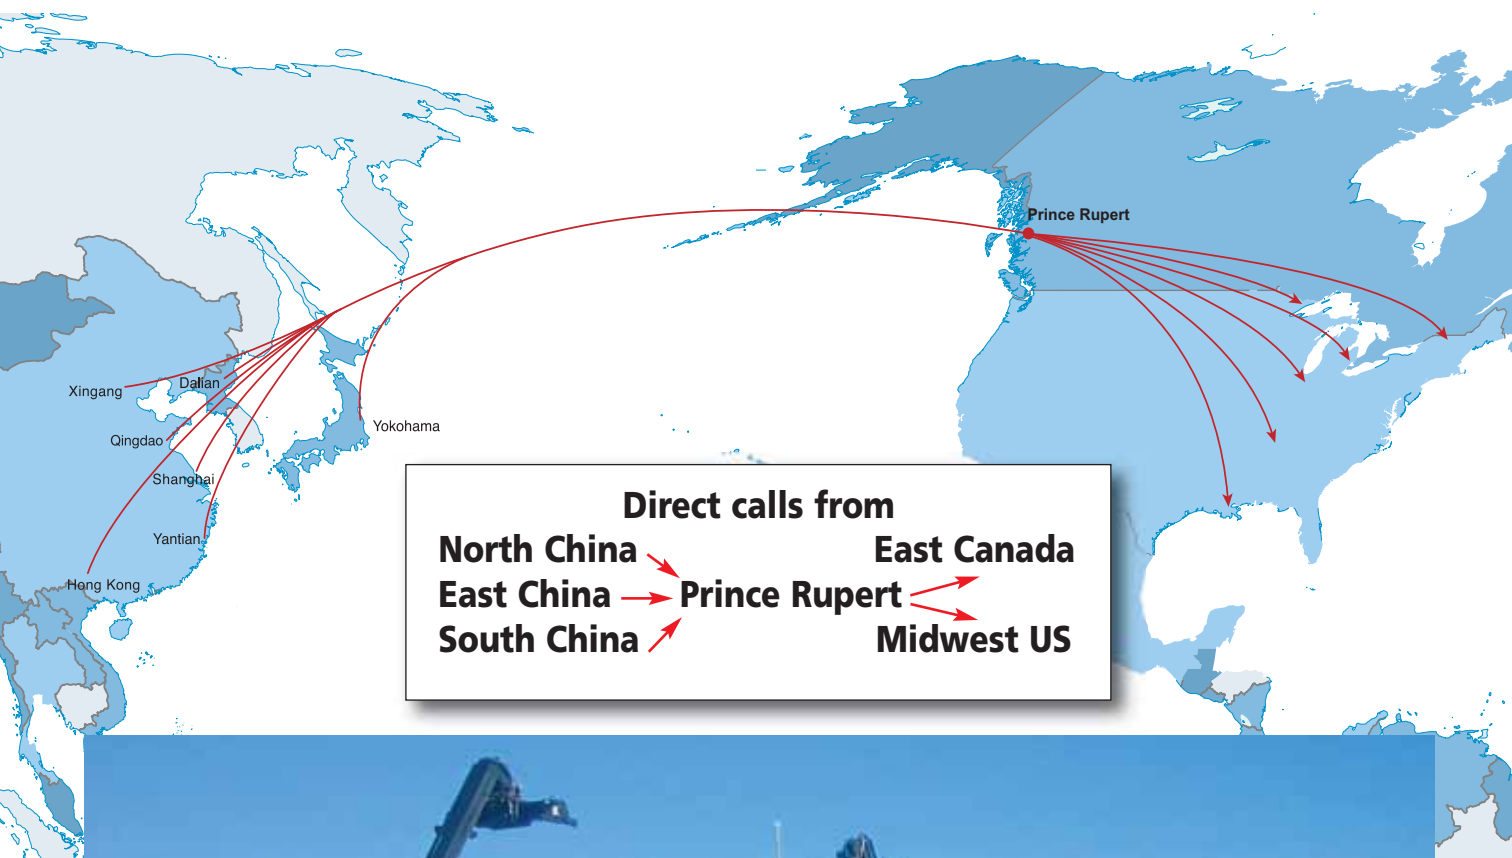 Prince Rupert
Xingang
Dalian
Qingdao
Yokohama
Shanghai
Yantian
Hong Kong
Direct calls from
North China
East Canada
East China
Prince Rupert
South China
Midwest US